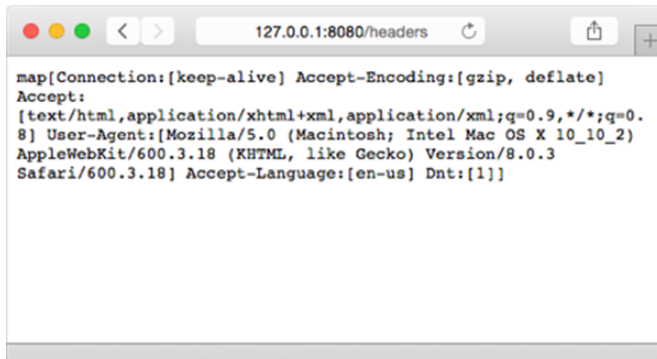 127.0.0.1:8080/headers
map[Connection:[keep-alive] Accept-Encoding:[gzip, deflate]
Accept:
[text/html,application/xhtml+xml,application/xml;q=0.9,*/*;q=0.
8] User-Agent:[Mozilla/5.0 (Macintosh; Intel Mac OS X 10_10_2)
AppleWebKit/600.3.18 (KHTML, like Gecko) Version/8.0.3
Safari/600.3.18] Accept-Language:[en-us] Dnt:[1]]